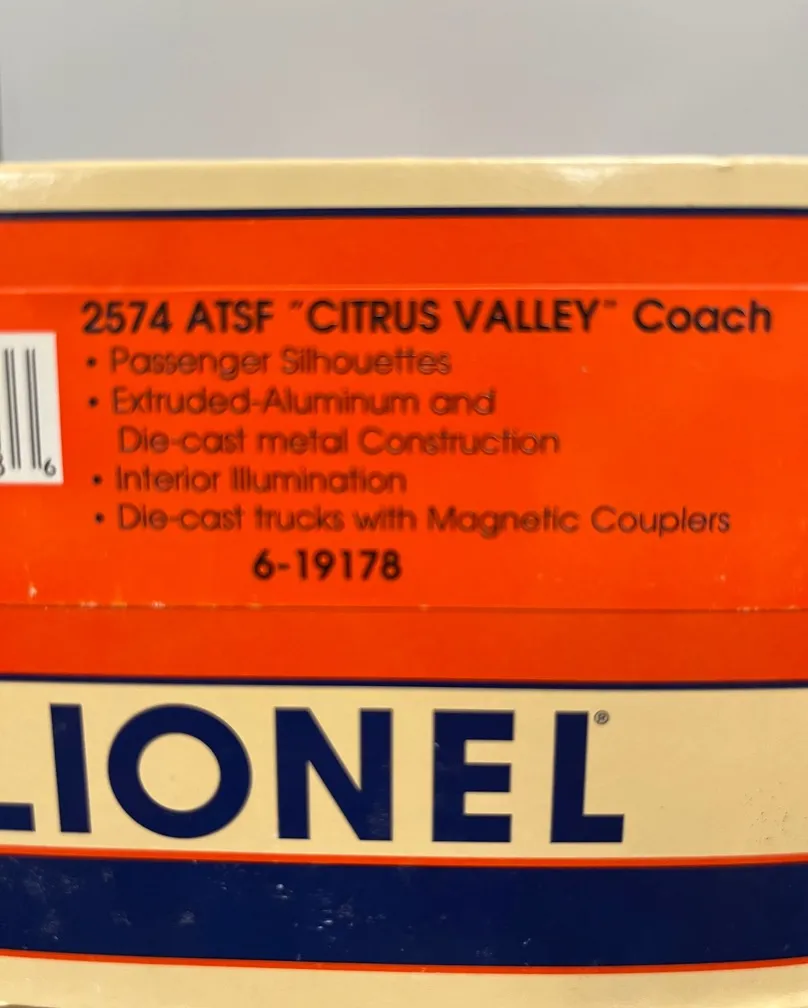 2574 ATSF "CITRUS VALLEY" Coach
• Passenger Silhouettes
• Extruded-Aluminum and
Die-cast metal Construction
• Interior Illumination
• Die-cast trucks with Magnetic Couplers
6-19178
6
LIONEL®